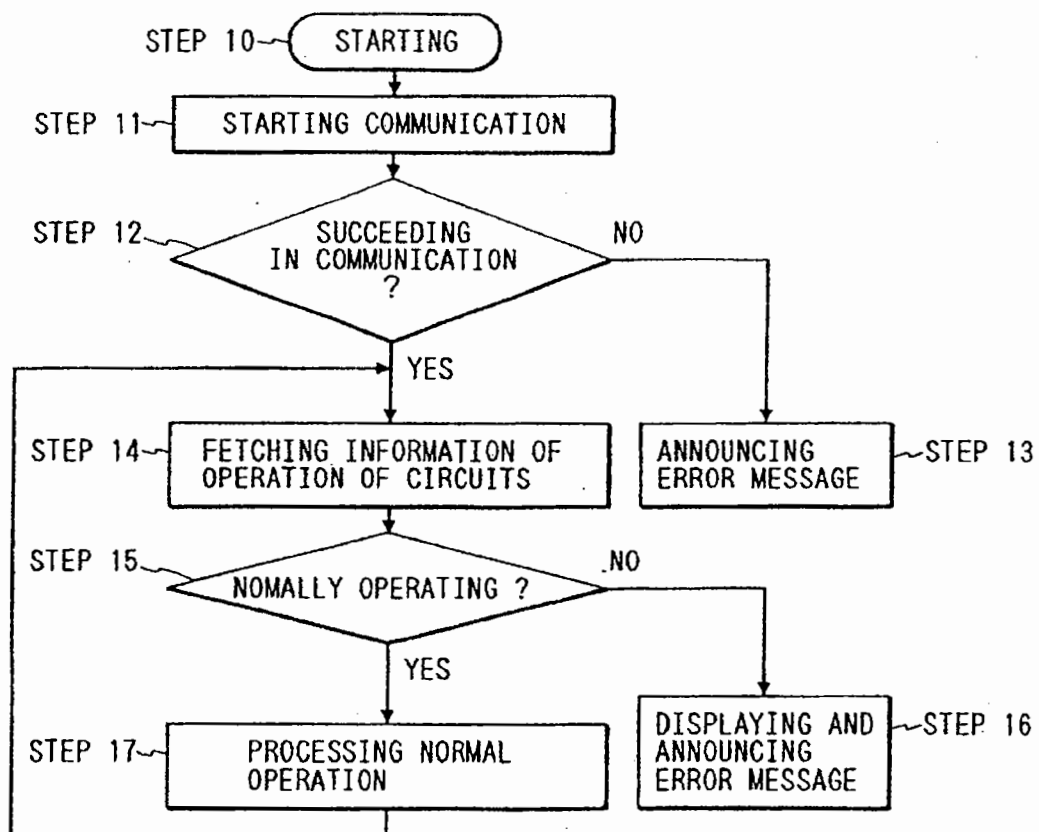 STEP 10
STARTING
STEP 11
STARTING COMMUNICATION
STEP 12
SUCCEEDING
IN COMMUNICATION
?
NO
YES
STEP 14
FETCHING INFORMATION OF
OPERATION OF CIRCUITS
ANNOUNCING
ERROR MESSAGE
STEP 13
STEP 15
NOMALLY OPERATING ?
NO
YES
STEP 17
PROCESSING NORMAL
OPERATION
DISPLAYING AND
ANNOUNCING
ERROR MESSAGE
STEP 16